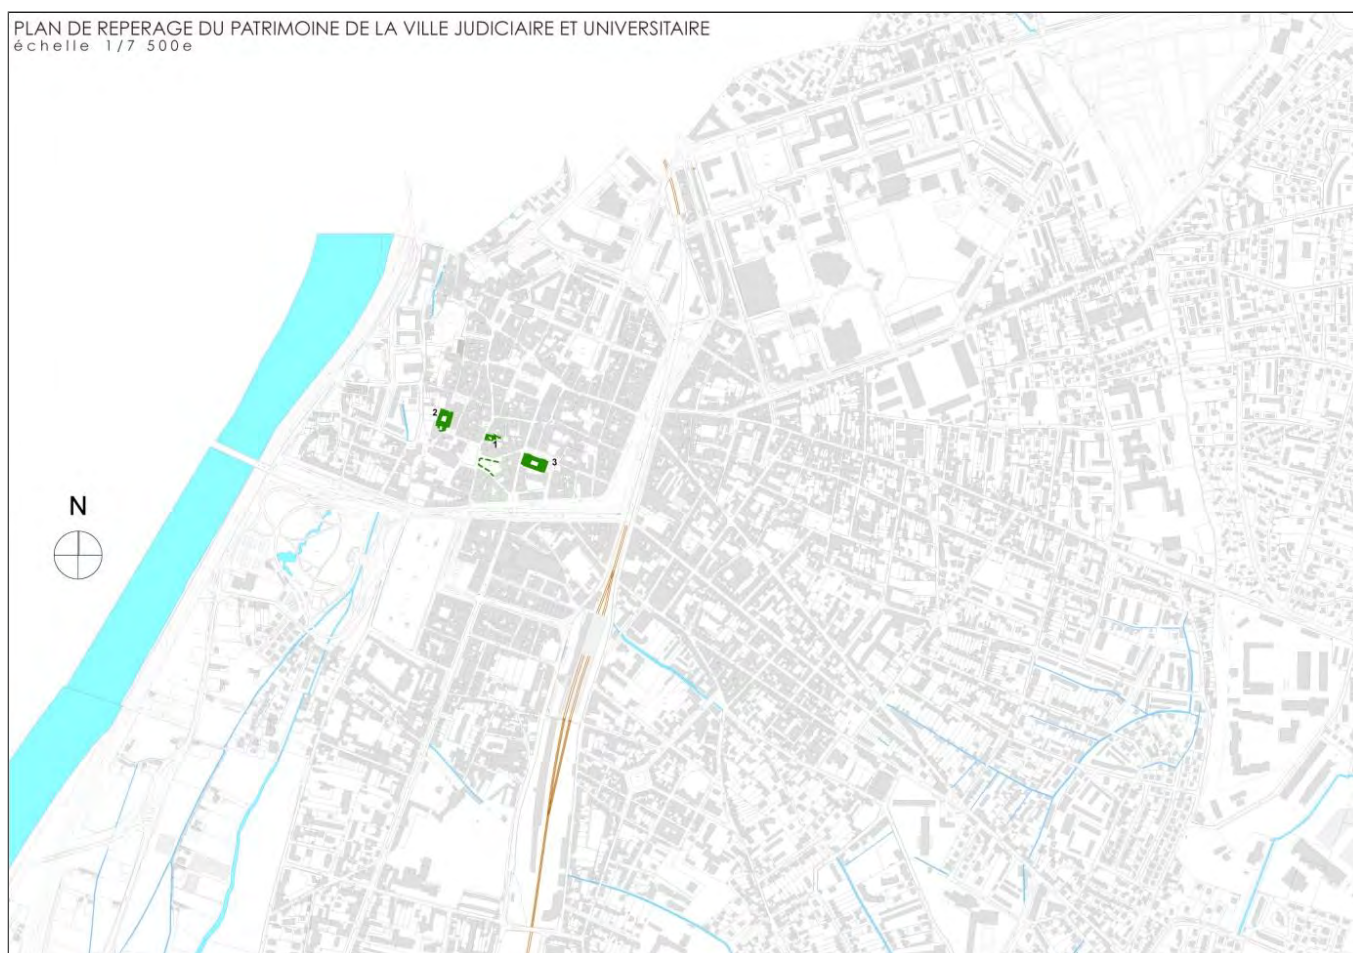 PLAN DE REPERAGE DU PATRIMOINE DE LA VILLE JUDICIAIRE ET UNIVERSITAIRE
échelle 1/7 500e
2
1
3
N